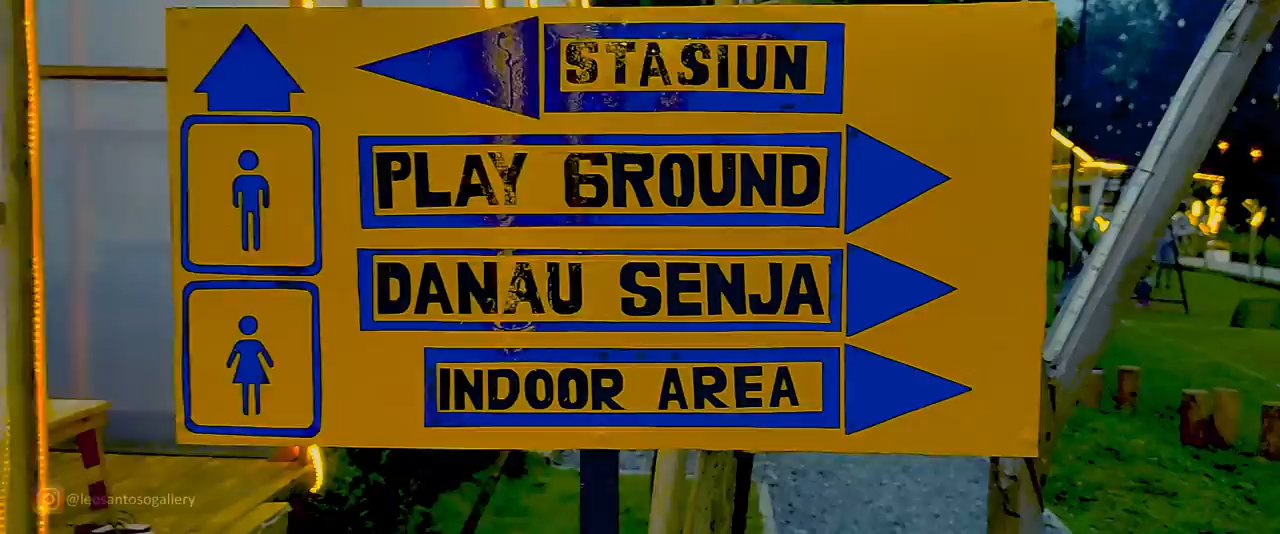 STASIUN
PLAY GROUND
DANAU SENJA
INDOOR AREA
@leosantosogallery